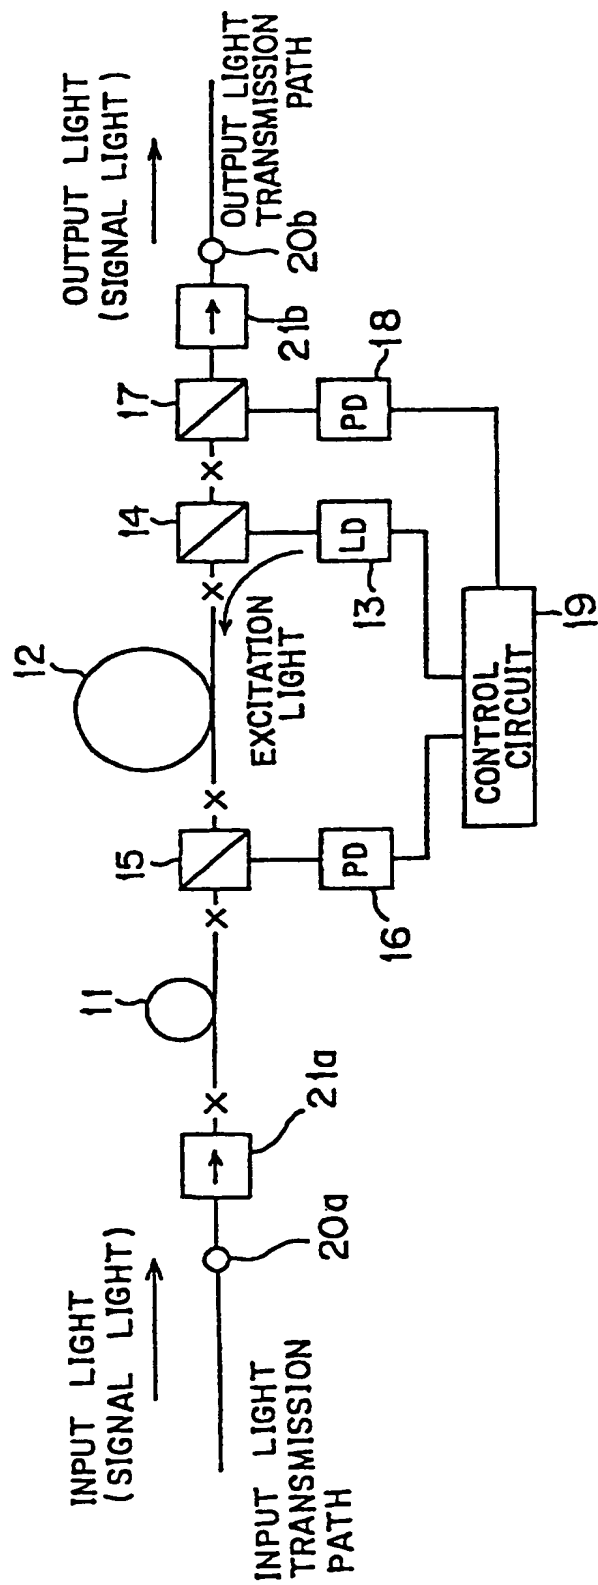 INPUT LIGHT
(SIGNAL LIGHT)
INPUT LIGHT
TRANSMISSION
PATH
20a
21a
11
15
PD
16
12
EXCITATION
LIGHT
14
LD
13
17
PD
18
CONTROL
CIRCUIT
19
21b
20b
OUTPUT LIGHT
(SIGNAL LIGHT)
OUTPUT LIGHT
TRANSMISSION
PATH